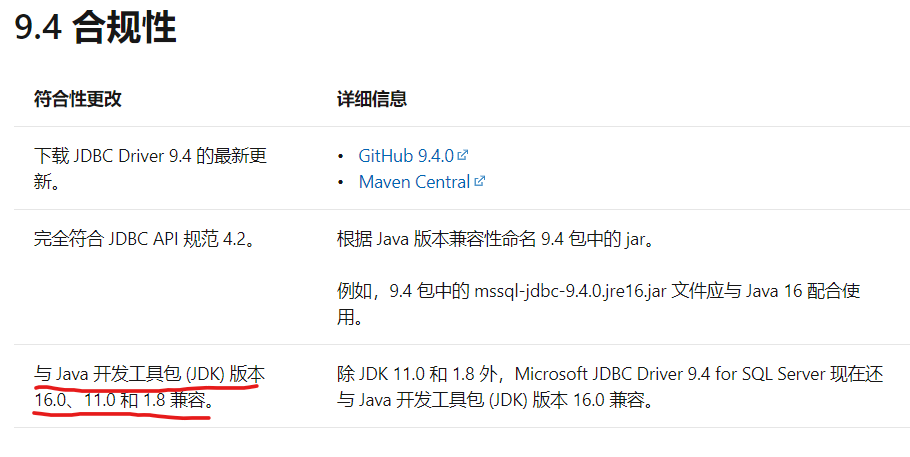 9.4 合规性
符合性更改
详细信息
下载 JDBC Driver 9.4 的最新更
新。
• GitHub 9.4.0
• Maven Central
完全符合 JDBC API 规范 4.2。
根据 Java 版本兼容性命名 9.4 包中的 jar。
例如，9.4 包中的 mssql-jdbc-9.4.0.jre16.jar 文件应与 Java 16 配合使
用。
与 Java 开发工具包 (JDK) 版本
16.0、11.0 和 1.8 兼容。
除 JDK 11.0 和 1.8 外，Microsoft JDBC Driver 9.4 for SQL Server 现在还
与 Java 开发工具包 (JDK) 版本 16.0 兼容。